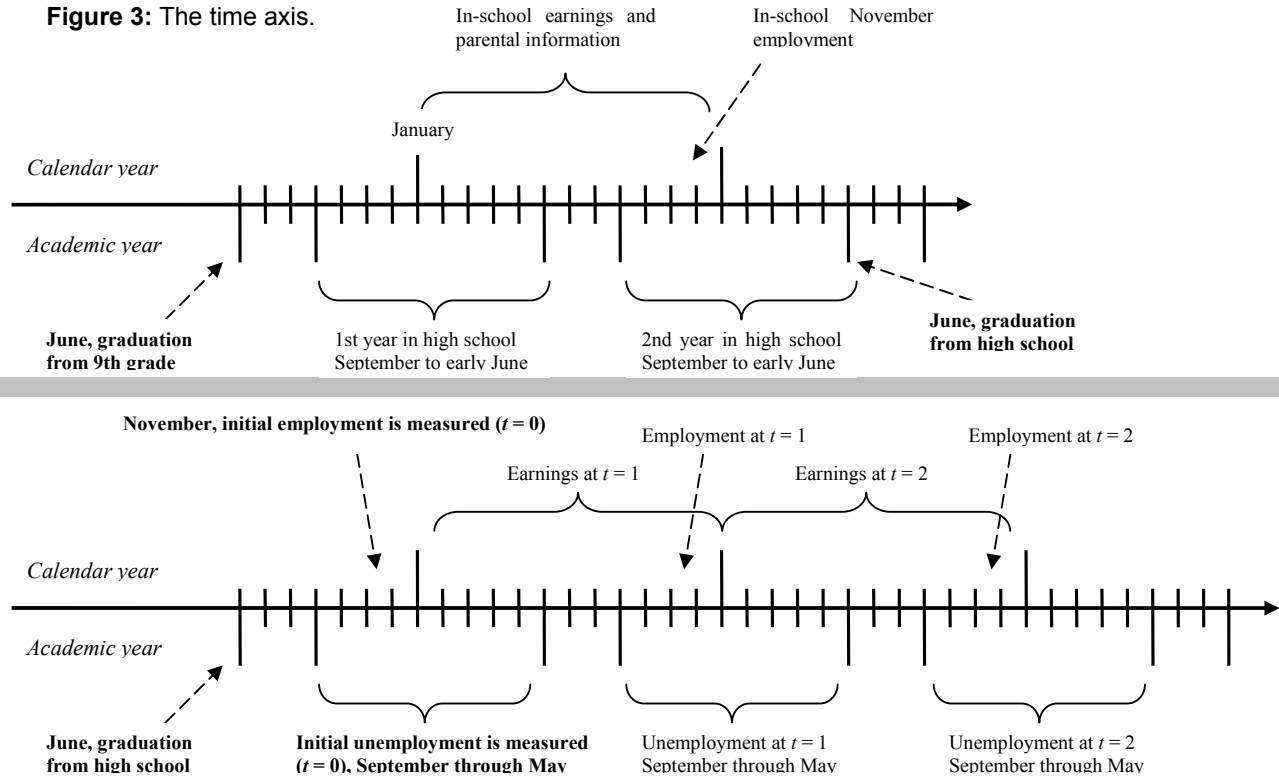 Figure 3: The time axis.
In-school earnings and
parental information
In-school November
employment
January
Calendar year
Academic year
June, graduation
from 9th grade
1st year in high school
September to early June
2nd year in high school
September to early June
June, graduation
from high school
November, initial employment is measured (t = 0)
Employment at t = 1
Employment at t = 2
Earnings at t = 1
Earnings at t = 2
Calendar year
Academic year
June, graduation
from high school
Initial unemployment is measured
(t = 0), September through May
Unemployment at t = 1
September through May
Unemployment at t = 2
September through May